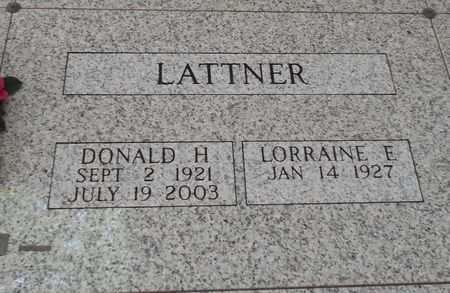 LATTNER
DONALD H
SEPT 2 1921
JULY 19 2003
LORRAINE E
JAN 14 1927